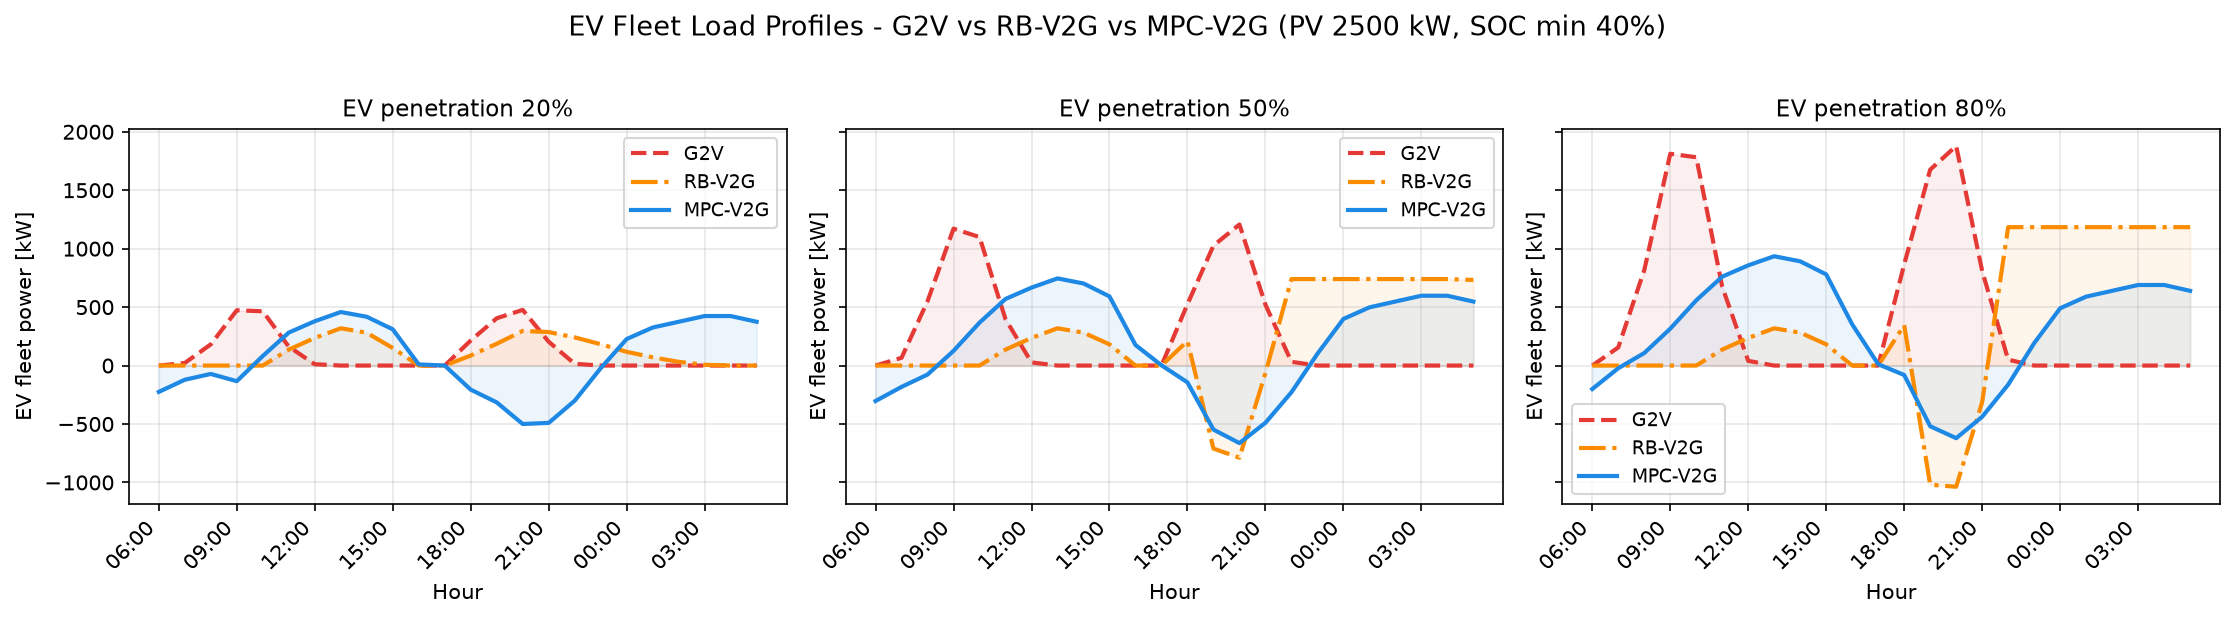 EV Fleet Load Profiles - G2V vs RB-V2G vs MPC-V2G (PV 2500 kW, SOC min 40%)
EV penetration 20%
EV fleet power [kW]
2000
1500
1000
500
0
−500
−1000
G2V
RB-V2G
MPC-V2G
06:00
09:00
12:00
15:00
18:00
21:00
00:00
03:00
Hour
EV penetration 50%
EV fleet power [kW]
G2V
RB-V2G
MPC-V2G
06:00
09:00
12:00
15:00
18:00
21:00
00:00
03:00
Hour
EV penetration 80%
EV fleet power [kW]
G2V
RB-V2G
MPC-V2G
06:00
09:00
12:00
15:00
18:00
21:00
00:00
03:00
Hour